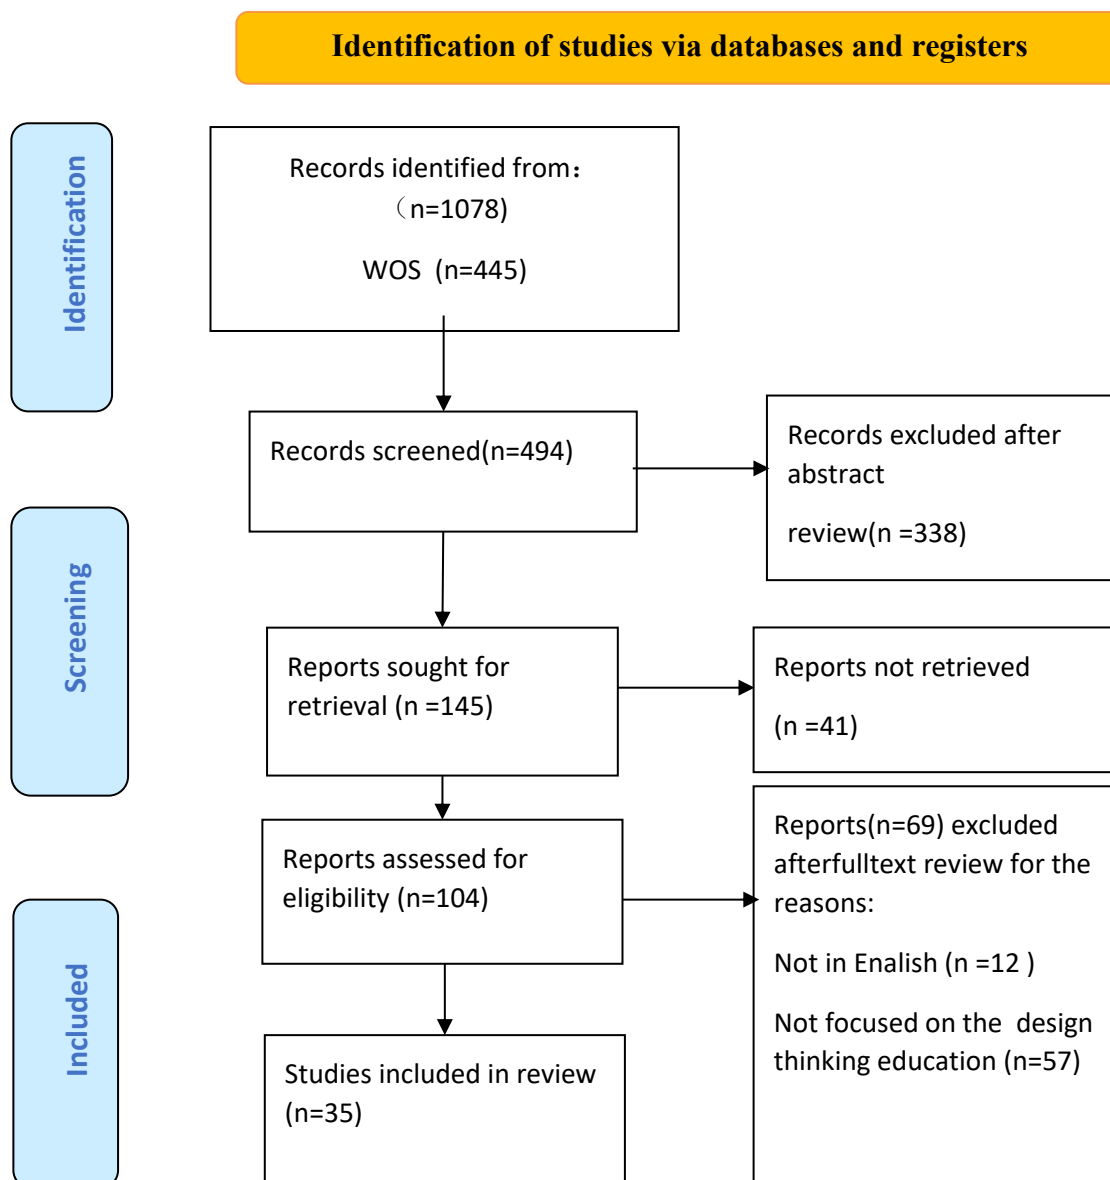 Identification of studies via databases and registers
Identification
Records identified from：
（n=1078)
WOS (n=445)
Records screened(n=494)
Records excluded after
abstract
review(n =338)
Screening
Reports sought for
retrieval (n =145)
Reports not retrieved
(n =41)
Reports assessed for
eligibility (n=104)
Reports(n=69) excluded
afterfulltext review for the
reasons:
Not in Enalish (n =12 )
Not focused on the design
thinking education (n=57)
Included
Studies included in review
(n=35)